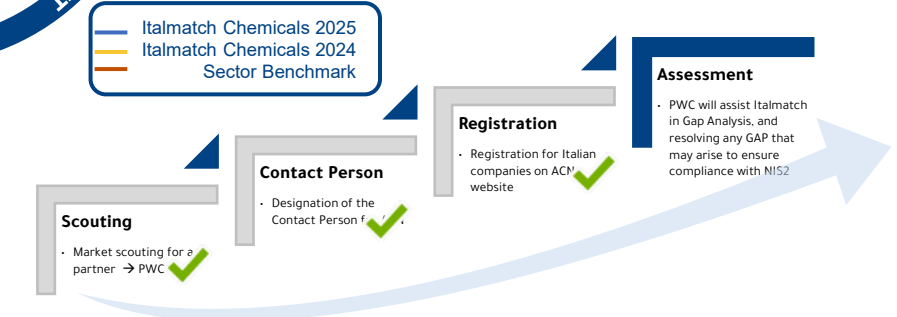 Italmatch Chemicals 2025
Italmatch Chemicals 2024
Sector Benchmark
Scouting
• Market scouting for a
partner → PWC
Contact Person
• Designation of the
Contact Person
Registration
• Registration for Italian
companies on ACN
website
Assessment
• PWC will assist Italmatch
in Gap Analysis, and
resolving any GAP that
may arise to ensure
compliance with NIS2